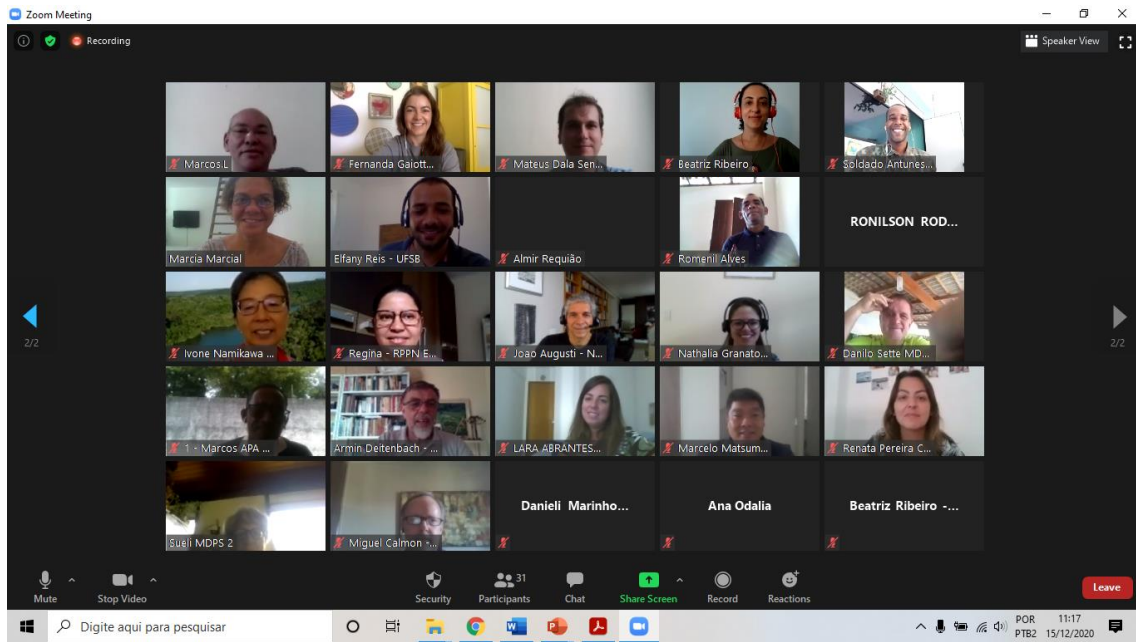 Zoom Meeting
Recording
Speaker View
Marcos.L
Fernanda Gaiott...
Mateus Dala Sen...
Beatriz Ribeiro
Soldado Antunes...
Marcia Marcial
Elfany Reis - UFSB
Almir Requião
Romenil Alves
RONILSON ROD...
Ivone Namikawa ...
Regina - RPPN E...
Joao Augusti - N...
Nathalia Granato...
Danilo Sette MD...
2/2
2/2
1 - Marcos APA ...
Armin Deitenbach - ...
LARA ABRANTES...
Marcelo Matsum...
Renata Pereira C...
Sueli MDPS 2
Miguel Calmon -...
Danieli Marinho...
Ana Odalia
Beatriz Ribeiro -...
Mute
Stop Video
Security
Participants
31
Chat
Share Screen
Record
Reactions
Leave
Digite aqui para pesquisar
POR
PTB2
11:17
15/12/2020